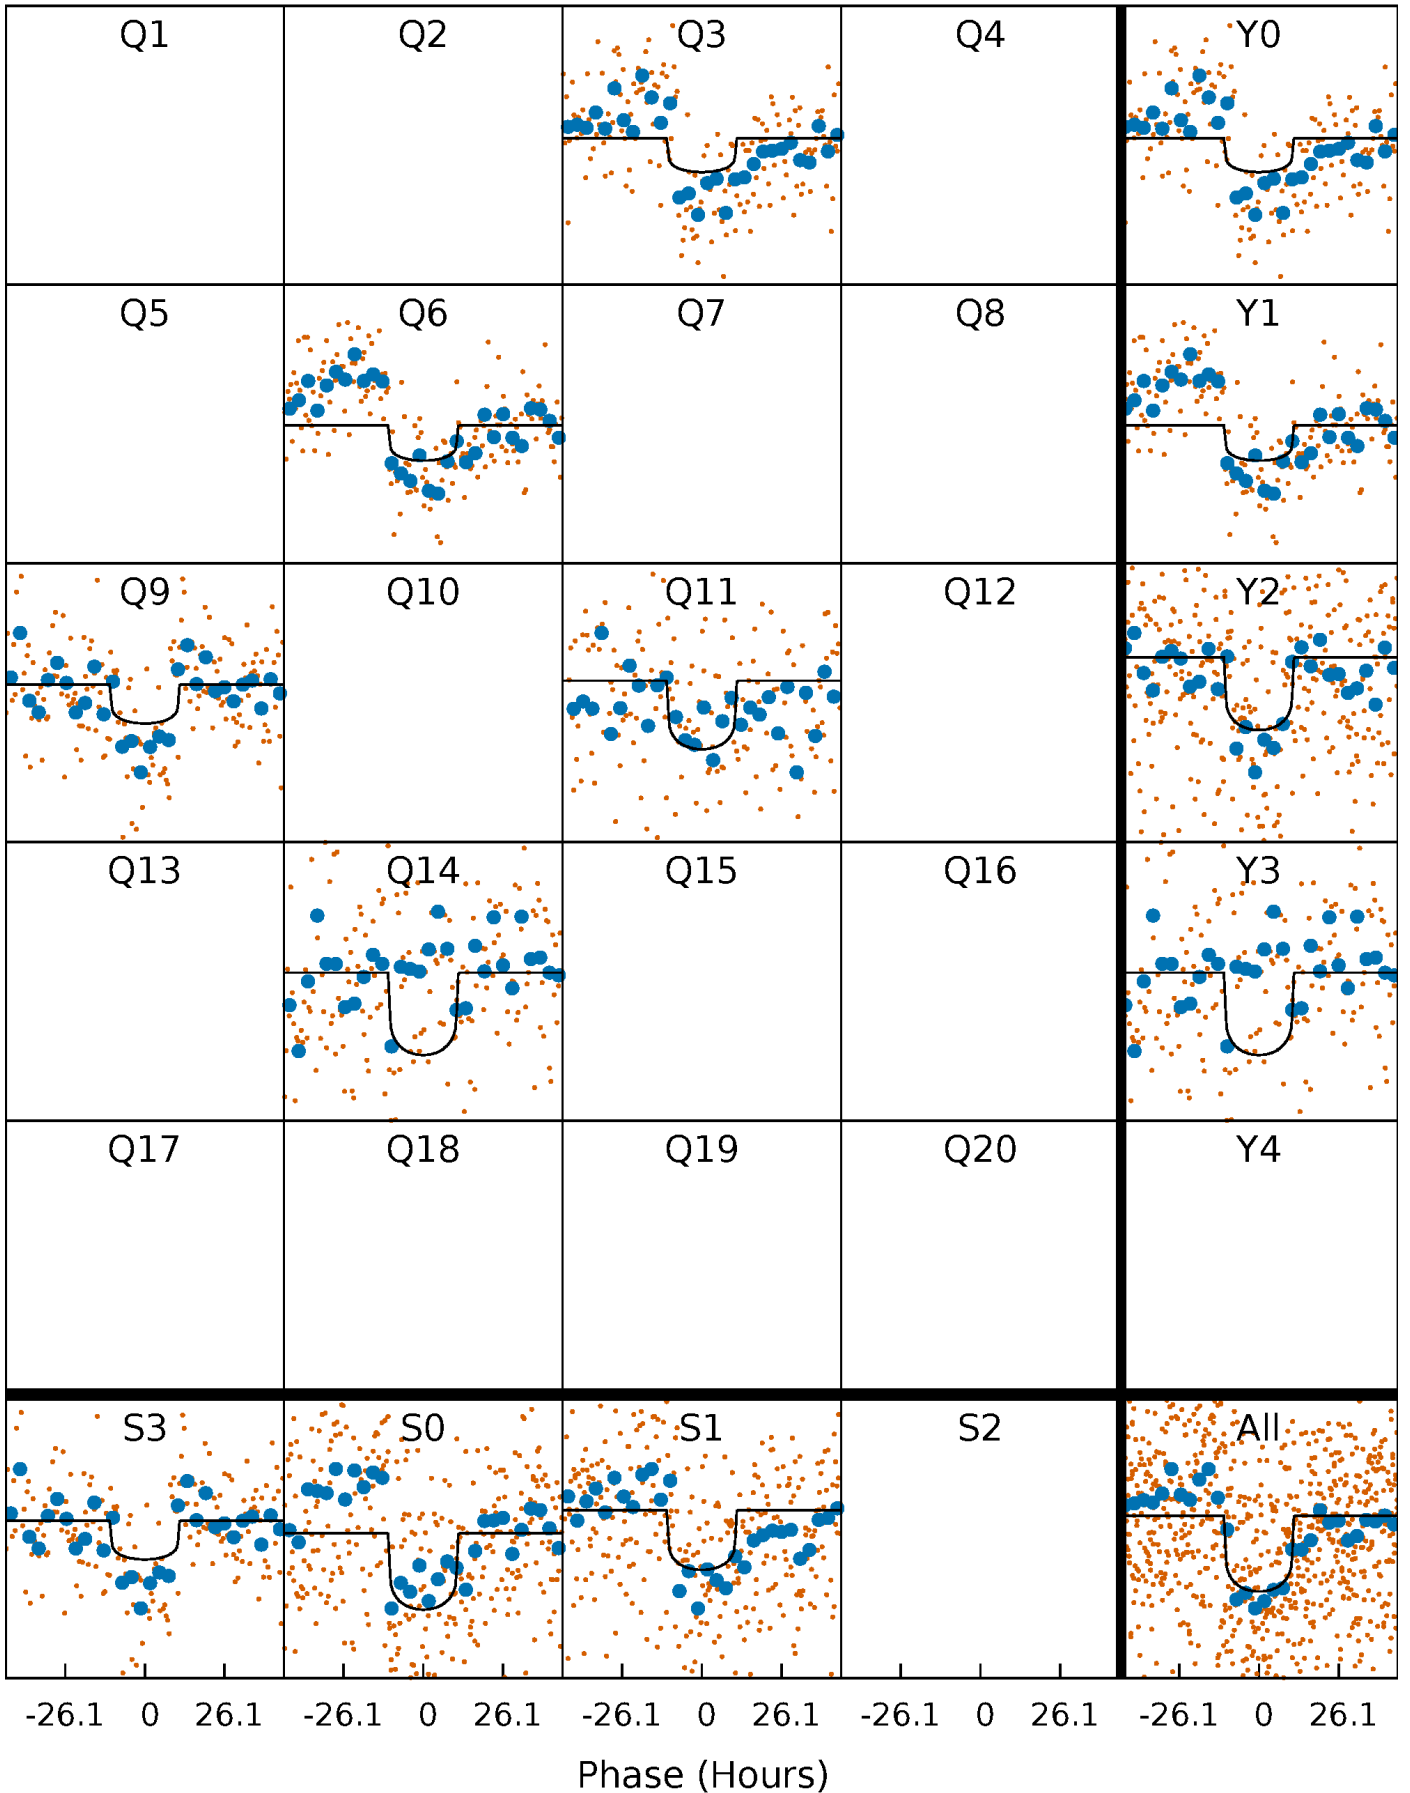 Q1 Q2 Q3 Q4 Y0
Q5 Q6 Q7 Q8 Y1
Q9 Q10 Q11 Q12 Y2
Q13 Q14 Q15 Q16 Y3
Q17 Q18 Q19 Q20 Y4
S3 S0 S1 S2 All
-26.1 0 26.1 -26.1 0 26.1 -26.1 0 26.1 -26.1 0 26.1 -26.1 0 26.1
Phase (Hours)